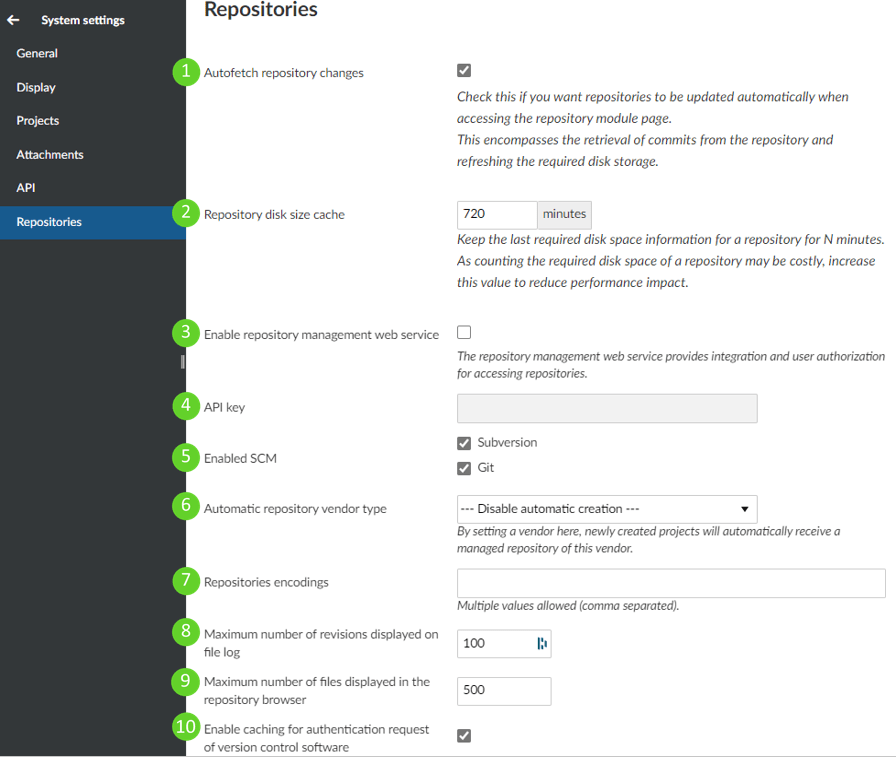 Repositories
System settings
General
Display
Projects
Attachments
API
Repositories
1 Autofetch repository changes
Check this if you want repositories to be updated automatically when
accessing the repository module page.
This encompasses the retrieval of commits from the repository and
refreshing the required disk storage.
2 Repository disk size cache
720 minutes
Keep the last required disk space information for a repository for N minutes.
As counting the required disk space of a repository may be costly, increase
this value to reduce performance impact.
3 Enable repository management web service
The repository management web service provides integration and user authorization
for accessing repositories.
4 API key
5 Enabled SCM
Subversion
Git
6 Automatic repository vendor type
--- Disable automatic creation ---
By setting a vendor here, newly created projects will automatically receive a
managed repository of this vendor.
7 Repositories encodings
Multiple values allowed (comma separated).
8 Maximum number of revisions displayed on
file log
100
9 Maximum number of files displayed in the
repository browser
500
10 Enable caching for authentication request
of version control software